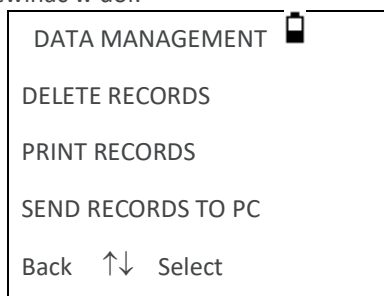 DATA MANAGEMENT
DELETE RECORDS
PRINT RECORDS
SEND RECORDS TO PC
Back ↑↓ Select